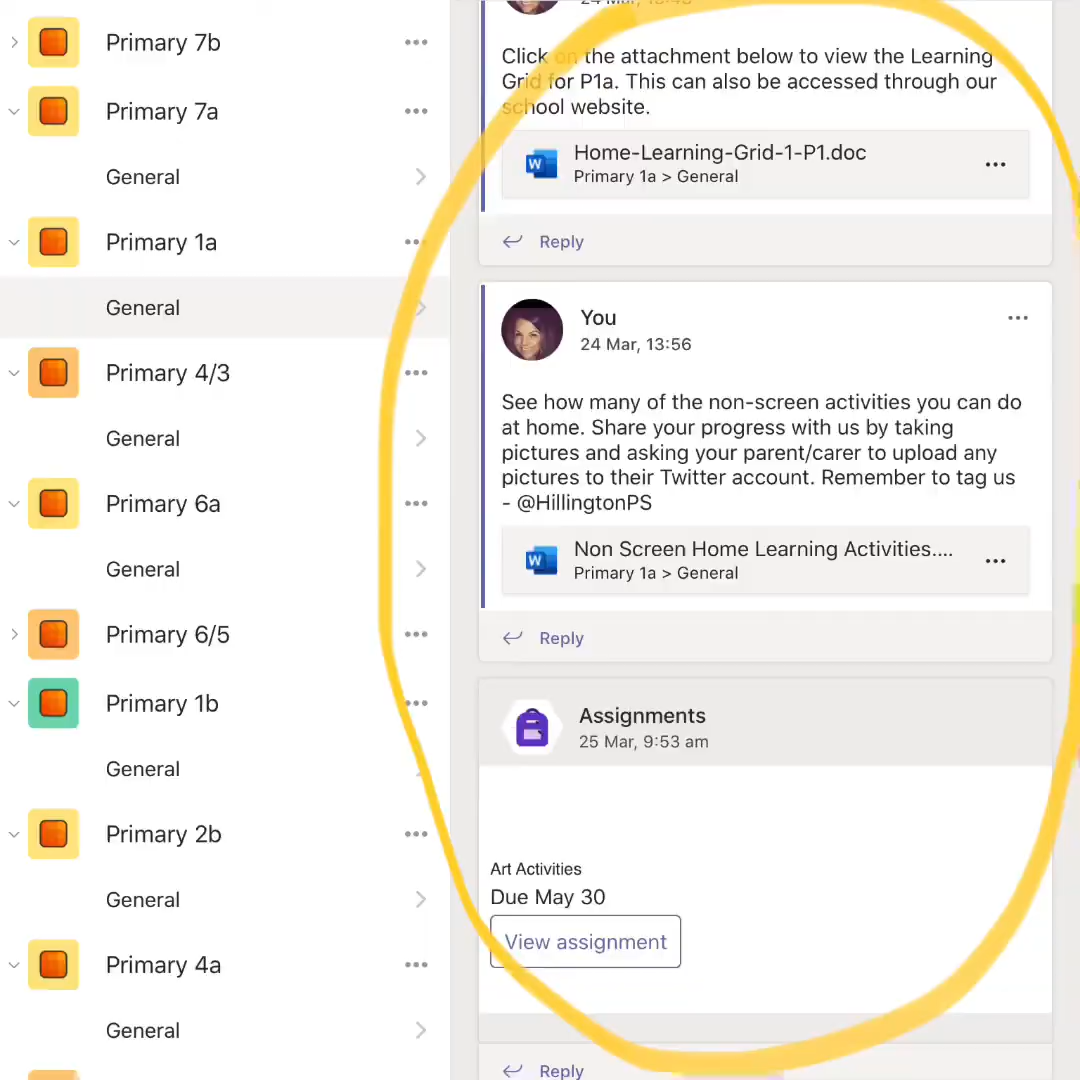 Primary 7b
Primary 7a
General
Primary 1a
General
Primary 4/3
General
Primary 6a
General
Primary 6/5
Primary 1b
General
Primary 2b
General
Primary 4a
General
Click on the attachment below to view the Learning
Grid for P1a. This can also be accessed through our
school website.
W
Home-Learning-Grid-1-P1.doc
Primary 1a > General
Reply
You
24 Mar, 13:56
See how many of the non-screen activities you can do
at home. Share your progress with us by taking
pictures and asking your parent/carer to upload any
pictures to their Twitter account. Remember to tag us
- @HillingtonPS
W
Non Screen Home Learning Activities....
Primary 1a > General
Reply
Assignments
25 Mar, 9:53 am
Art Activities
Due May 30
View assignment
Reply